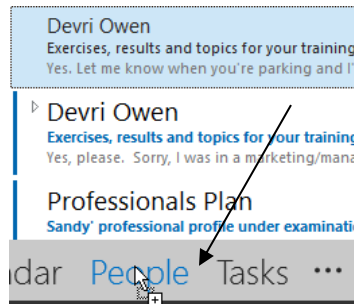 Devri Owen
Exercises, results and topics for your training
Yes. Let me know when you're parking and I'
Devri Owen
Exercises, results and topics for your training
Yes, please. Sorry, I was in a marketing/mana
Professionals Plan
Sandy' professional profile under examinati
ndar People Tasks ···